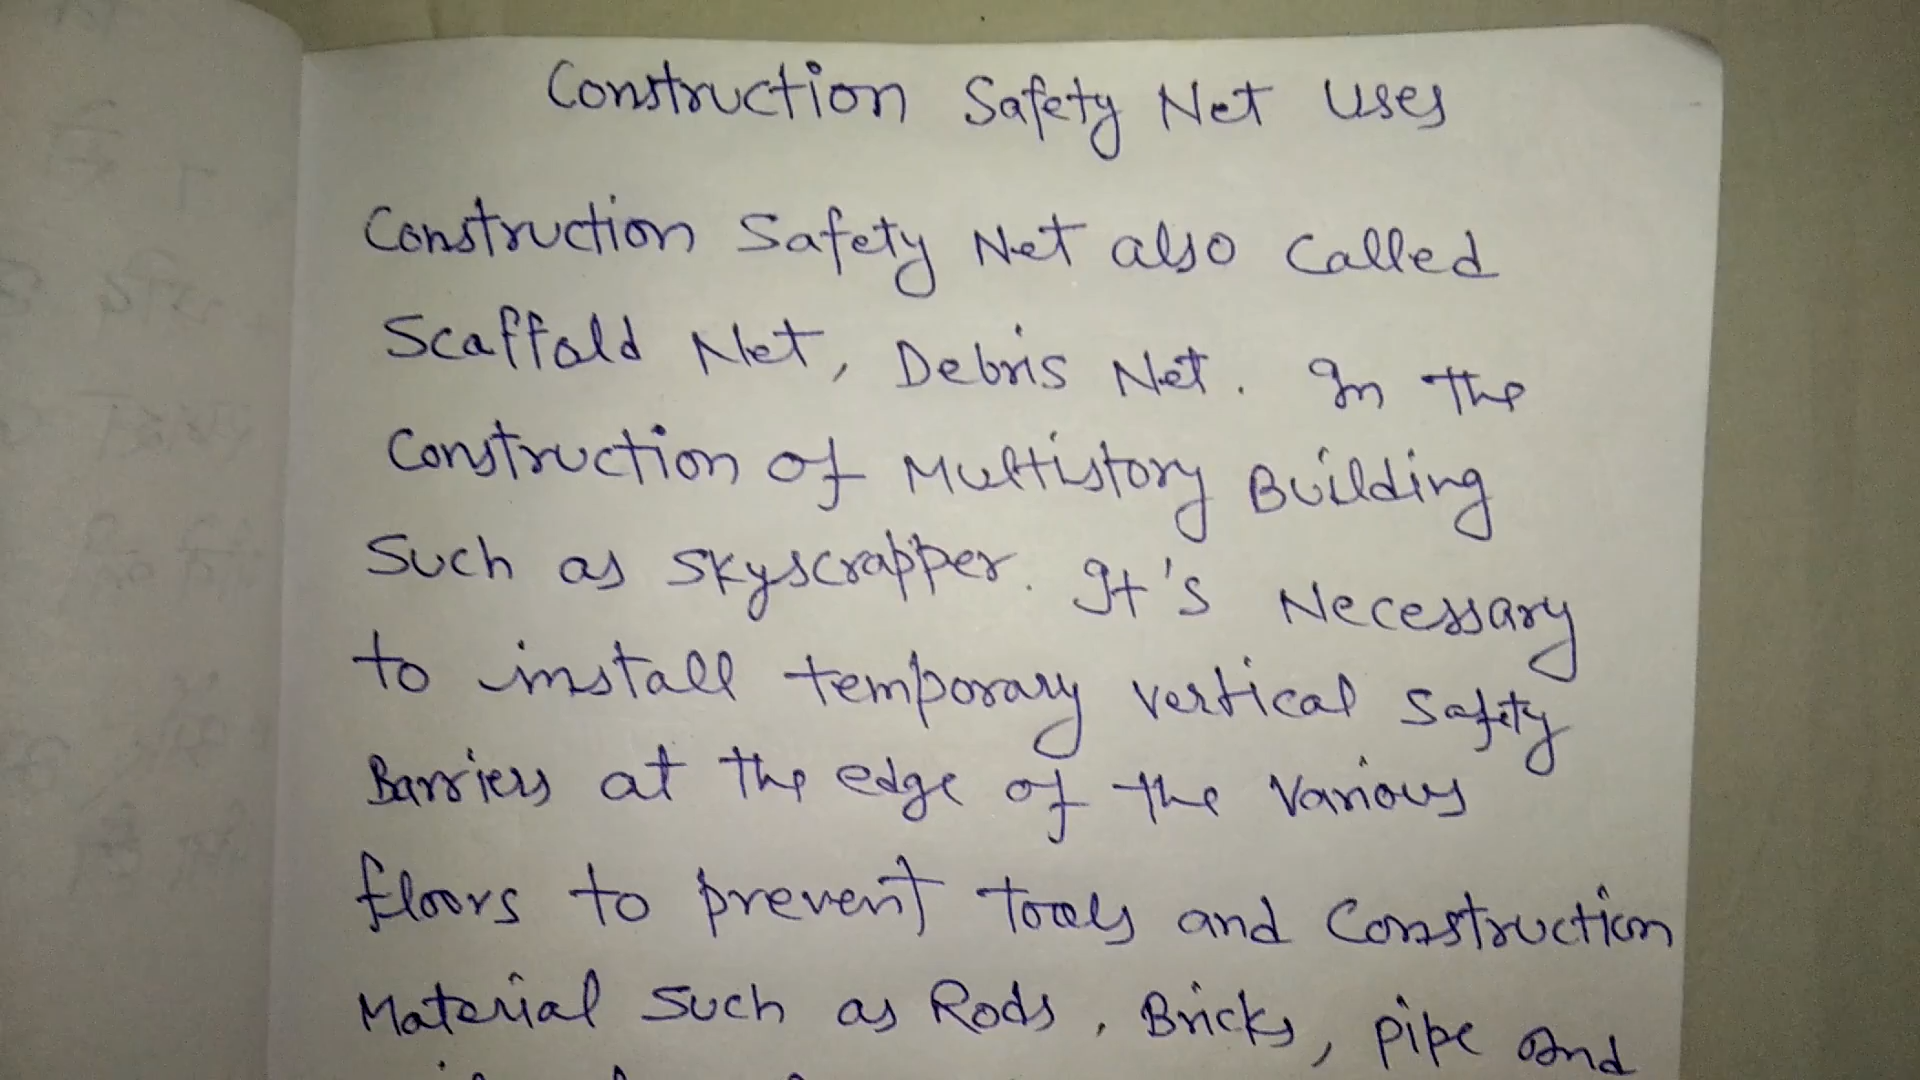 Construction Safety Net Uses
Construction Safety Net also called
Scaffold Net, Debris Net. In the
Construction of Multistory Building
Such as Skyscrapper. It's Necessary
to install temporary vertical Safety
Barriers at the edge of the various
floors to prevent tools and Construction
Material Such as Rods, Bricks, pipe and